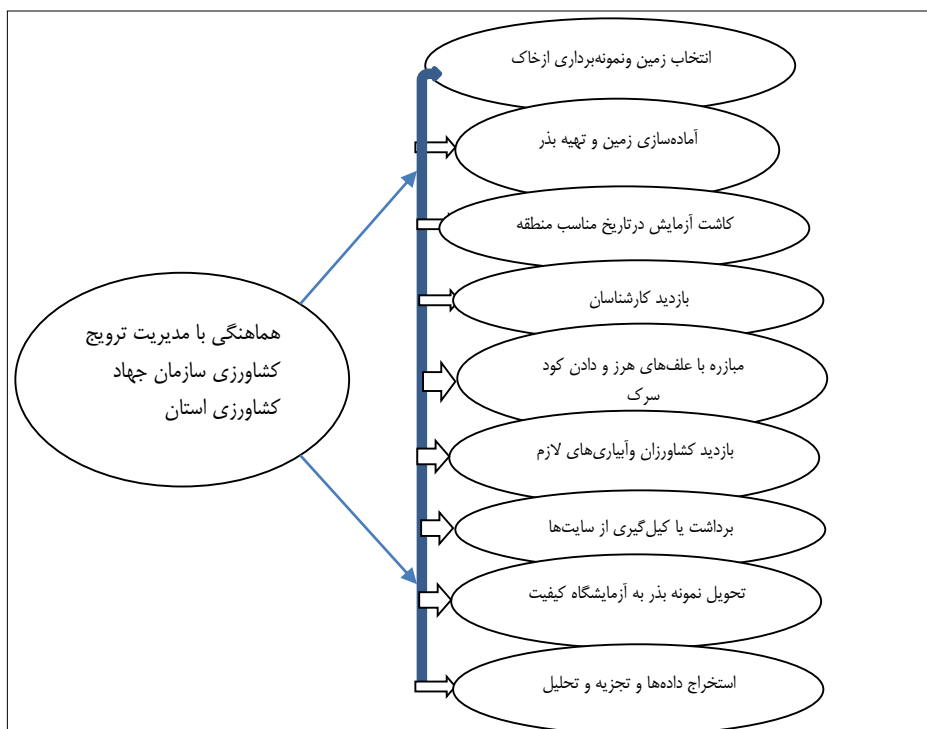 انتخاب زمین ونمونه‌برداری ازخاک
آماده‌سازی زمین و تهیه بذر
کاشت آزمایش درتاریخ مناسب منطقه
بازدید کارشناسان
مبازره با علف‌های هرز و دادن کود
سرک
بازدید کشاورزان وآبیاری‌های لازم
برداشت یا کیل‌گیری از سایت‌ها
تحویل نمونه بذر به آزمایشگاه کیفیت
استخراج داده‌ها و تجزیه و تحلیل
هماهنگی با مدیریت ترویج
کشاورزی سازمان جهاد
کشاورزی استان